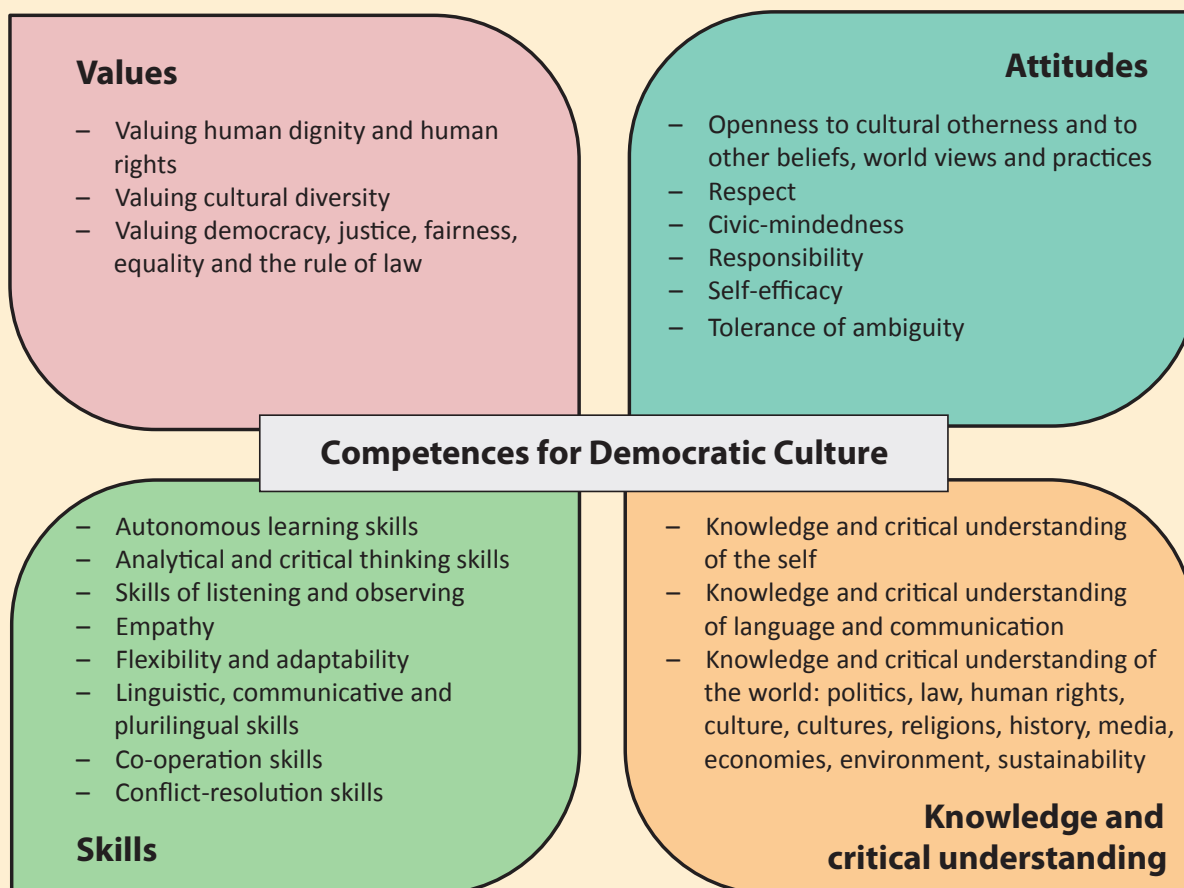 Values
– Valuing human dignity and human
rights
– Valuing cultural diversity
– Valuing democracy, justice, fairness,
equality and the rule of law
Attitudes
– Openness to cultural otherness and to
other beliefs, world views and practices
– Respect
– Civic-mindedness
– Responsibility
– Self-efficacy
– Tolerance of ambiguity
Competences for Democratic Culture
– Autonomous learning skills
– Analytical and critical thinking skills
– Skills of listening and observing
– Empathy
– Flexibility and adaptability
– Linguistic, communicative and
plurilingual skills
– Co-operation skills
– Conflict-resolution skills
Skills
– Knowledge and critical understanding
of the self
– Knowledge and critical understanding
of language and communication
– Knowledge and critical understanding of
the world: politics, law, human rights,
culture, cultures, religions, history, media,
economies, environment, sustainability
Knowledge and
critical understanding